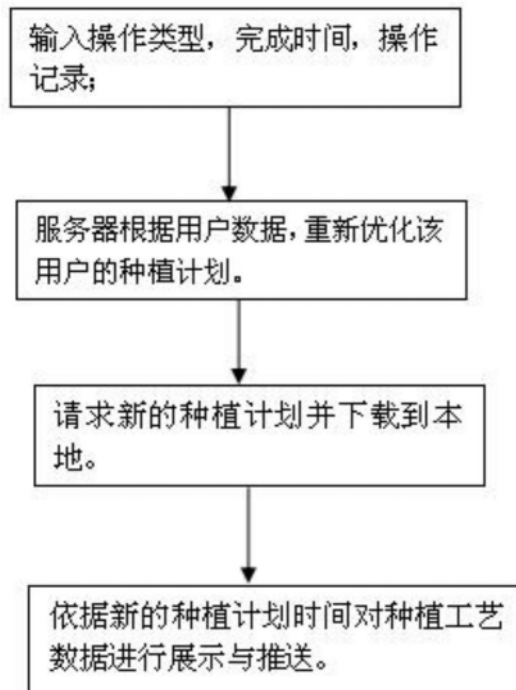 输入操作类型，完成时间，操作
记录；
服务器根据用户数据，重新优化该
用户的种植计划。
请求新的种植计划并下载到本
地。
依据新的种植计划时间对种植工艺
数据进行展示与推送。